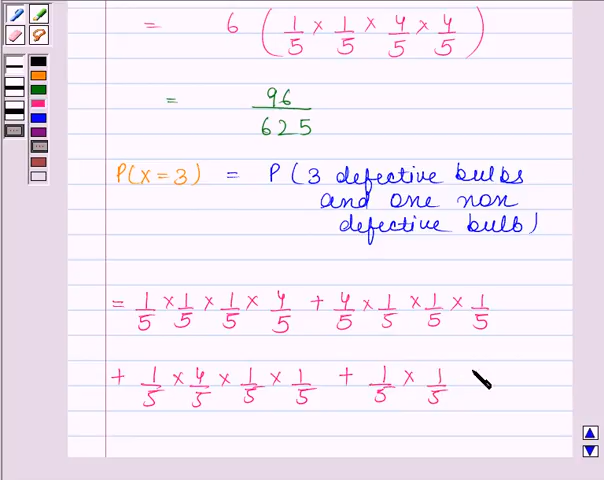 = 6 ( 1/5 × 1/5 × 4/5 × 4/5 )
= 96/625
P(x = 3) = P ( 3 defective bulbs
and one non
defective bulb )
= 1/5 × 1/5 × 1/5 × 4/5 + 4/5 × 1/5 × 1/5 × 1/5
+ 1/5 × 4/5 × 1/5 × 1/5 + 1/5 × 1/5